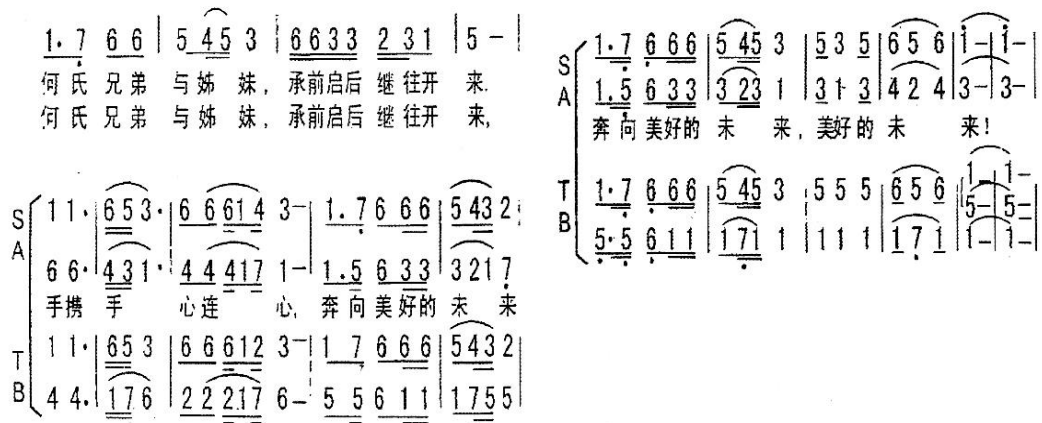 1. 7 6 6 | 5 4 5 3 | 6 6 3 3 2 3 1 | 5 - |
何氏兄弟与姊妹，承前启后继往开来.
何氏兄弟与姊妹，承前启后继往开来,
S 1 1· | 6 5 3· | 6 6 6 1 4 3 - | 1. 7 6 6 6 | 5 4 3 2 |
A 6 6· | 4 3 1· | 4 4 4 1 7 1 - | 1. 5 6 3 3 | 3 2 1 7 |
手携手心连心, 奔向美好的未来
T 1 1· | 6 5 3 | 6 6 6 1 2 3 - | 1 7 6 6 6 | 5 4 3 2 |
B 4 4. | 1 7 6 | 2 2 2 1 7 6 - | 5 5 6 1 1 | 1 7 5 5 |
S 1. 7 6 6 6 | 5 4 5 3 | 5 3 5 | 6 5 6 | i - | i - |
A 1. 5 6 3 3 | 3 2 3 1 | 3 1 3 | 4 2 4 | 3 - | 3 - |
奔向美好的未来, 美好的未来!
1 - | 1 -
T 1. 7 6 6 6 | 5 4 5 3 | 5 5 5 | 6 5 6 | 5 - | 5 -
B 5. 5 6 1 1 | 1 7 1 1 | 1 1 1 | 1 7 1 | 1 - | 1 - |